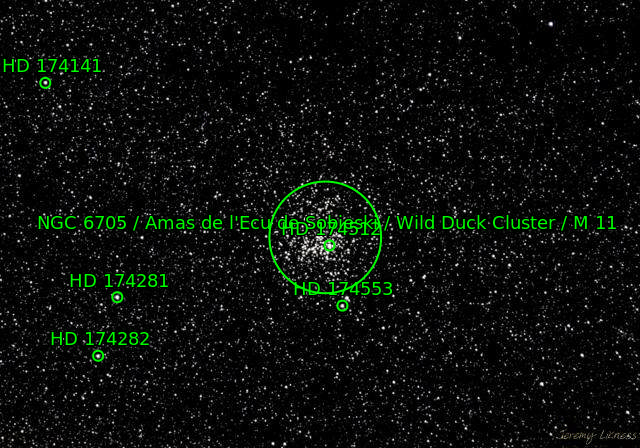 HD 174141
NGC 6705 / Amas de l'Ecu de Sobieski / Wild Duck Cluster / M 11
HD 174512
HD 174281
HD 174553
HD 174282
Jeremy Likness